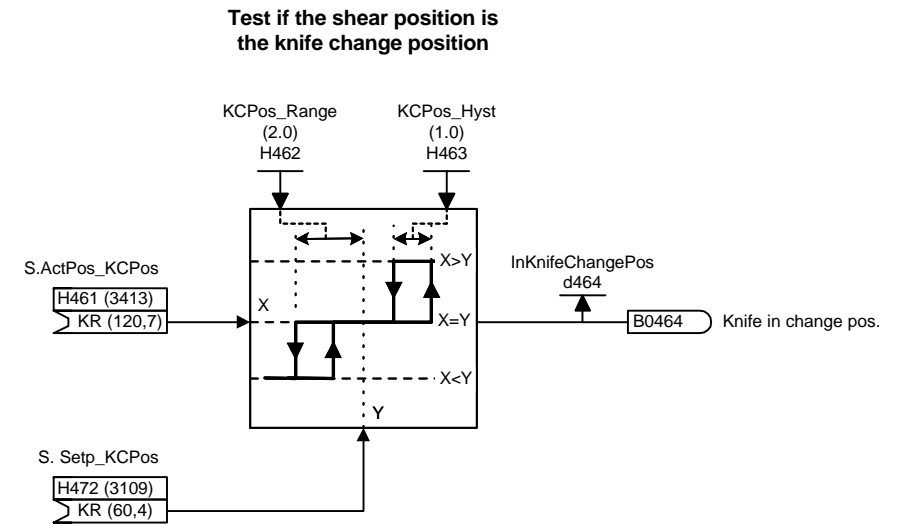 Test if the shear position is
the knife change position
KCPos_Range
(2.0)
H462
KCPos_Hyst
(1.0)
H463
S.ActPos_KCPos
H461 (3413)
KR (120,7)
X
X>Y
X=Y
X<Y
Y
InKnifeChangePos
d464
B0464
Knife in change pos.
S. Setp_KCPos
H472 (3109)
KR (60,4)